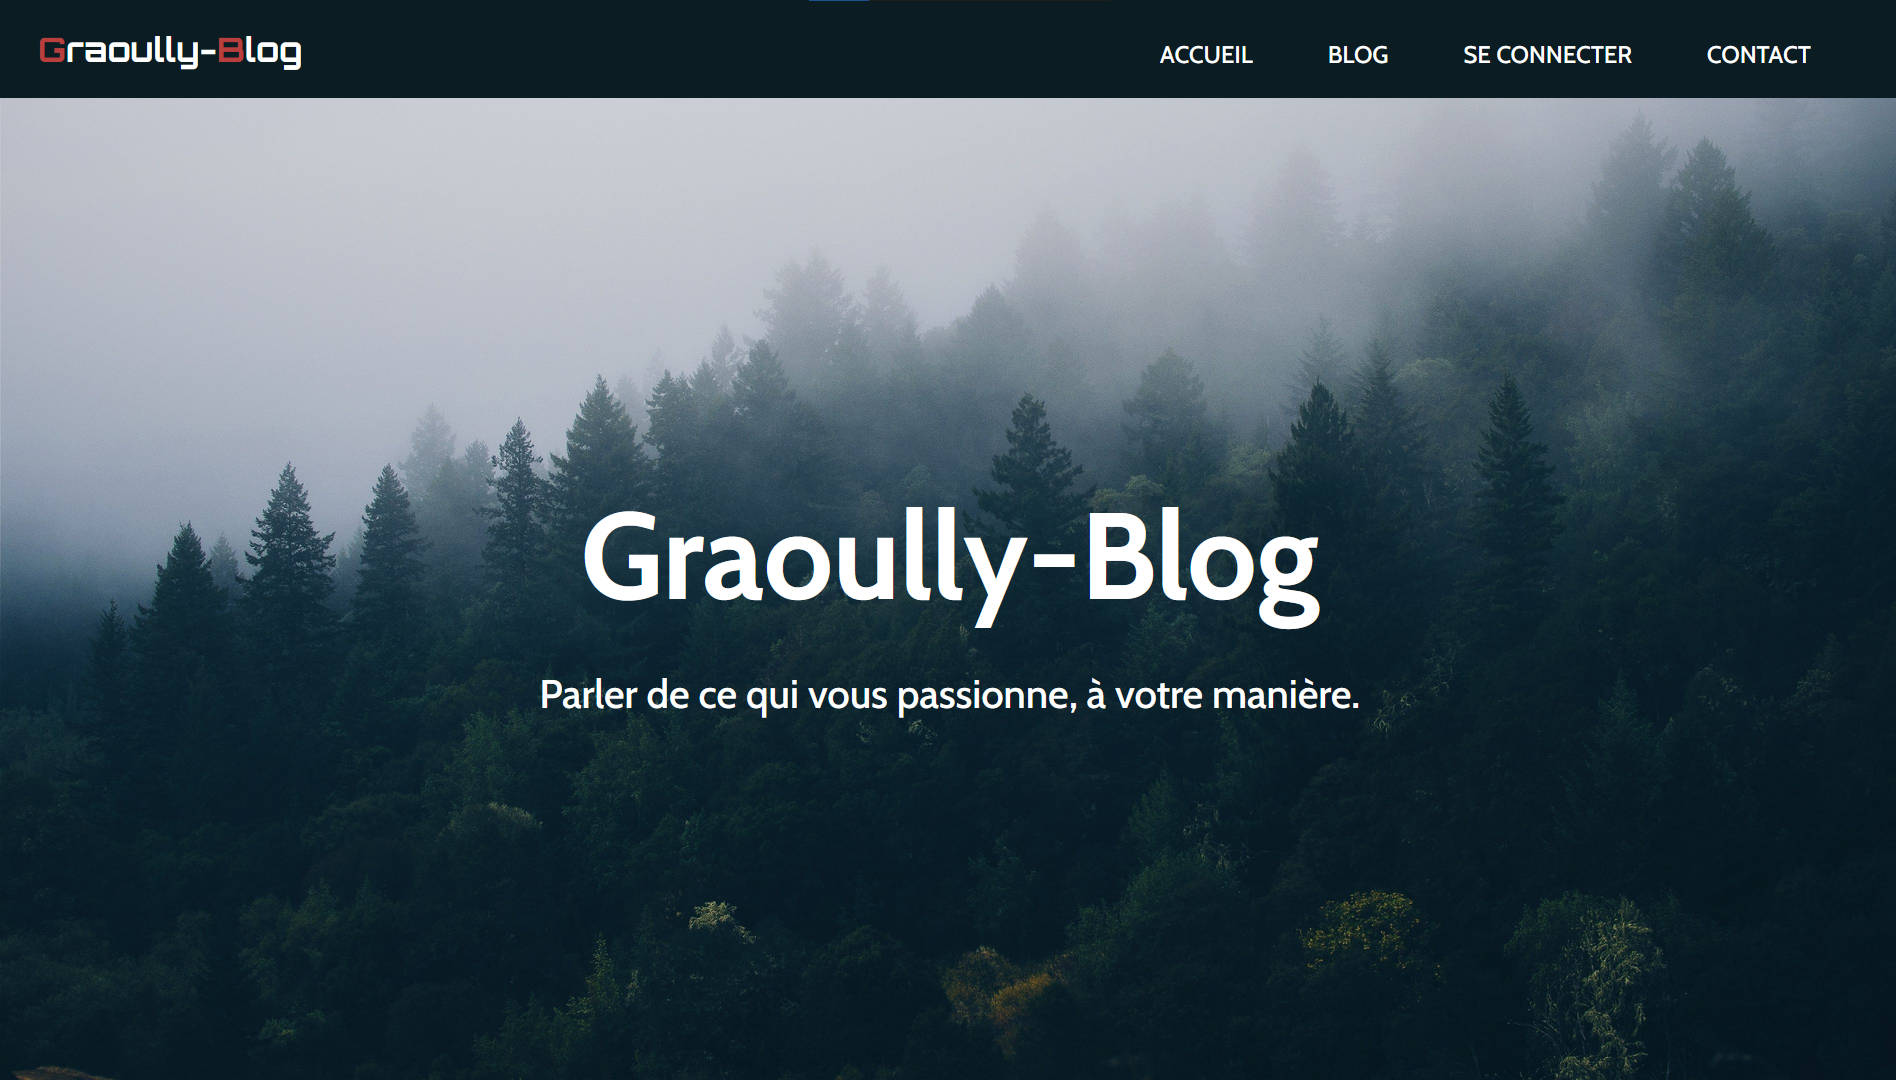 Graoully-Blog
ACCUEIL BLOG SE CONNECTER CONTACT
Graoully-Blog
Parler de ce qui vous passionne, à votre manière.